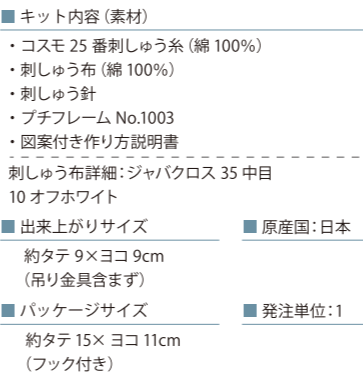 ■ キット内容（素材）
・コスモ 25 番刺しゅう糸（綿 100%）
・刺しゅう布（綿 100%）
・刺しゅう針
・プチフレーム No.1003
・図案付き作り方説明書
刺しゅう布詳細：ジャバクロス 35 中目
10 オフホワイト
■ 出来上がりサイズ
約タテ 9×ヨコ 9cm
（吊り金具含まず）
■ 原産国：日本
■ パッケージサイズ
約タテ 15× ヨコ 11cm
（フック付き）
■ 発注単位：1